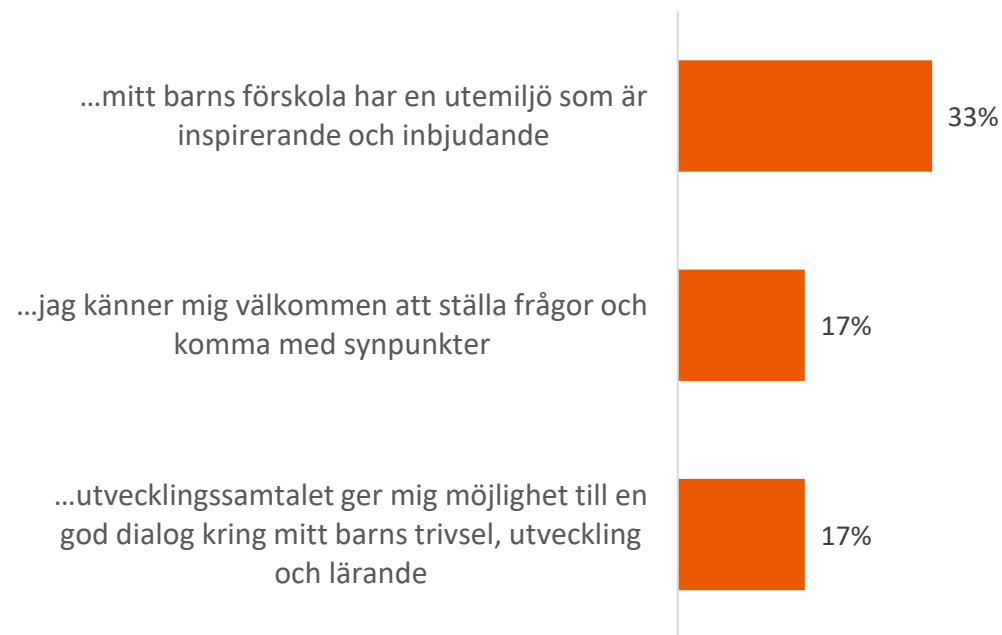 ...mitt barns förskola har en utemiljö som är
inspirerande och inbjudande
33%
...jag känner mig välkommen att ställa frågor och
komma med synpunkter
17%
...utvecklingssamtalet ger mig möjlighet till en
god dialog kring mitt barns trivsel, utveckling
och lärande
17%